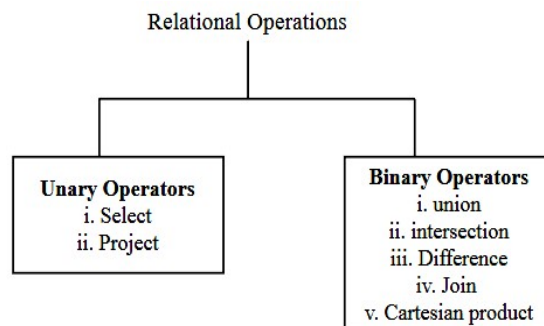 Relational Operations
Unary Operators
i. Select
ii. Project
Binary Operators
i. union
ii. intersection
iii. Difference
iv. Join
v. Cartesian product